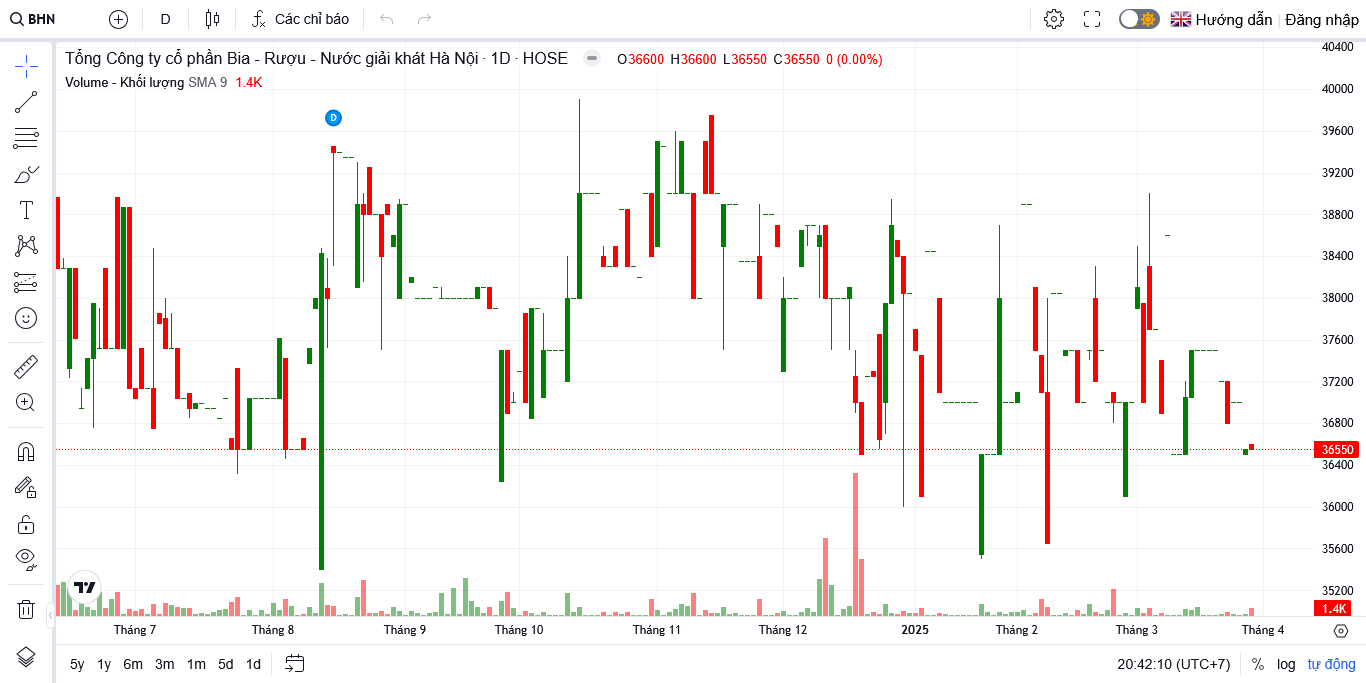 BHN D Các chỉ báo Hướng dẫn Đăng nhập
Tổng Công ty cổ phần Bia - Rượu - Nước giải khát Hà Nội · 1D · HOSE O36600 H36600 L36550 C36550 0 (0.00%)
Volume - Khối lượng SMA 9 1.4K
D
40400
40000
39600
39200
38800
38400
38000
37600
37200
36800
36550
36400
36000
35600
35200
1.4K
Tháng 7 Tháng 8 Tháng 9 Tháng 10 Tháng 11 Tháng 12 2025 Tháng 2 Tháng 3 Tháng 4
5y 1y 6m 3m 1m 5d 1d 20:42:10 (UTC+7) % log tự động